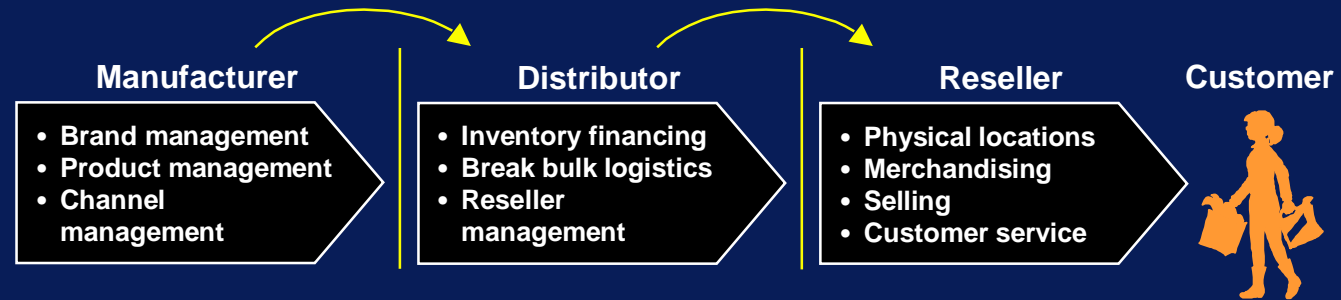 Manufacturer
• Brand management
• Product management
• Channel
management
Distributor
• Inventory financing
• Break bulk logistics
• Reseller
management
Reseller
• Physical locations
• Merchandising
• Selling
• Customer service
Customer